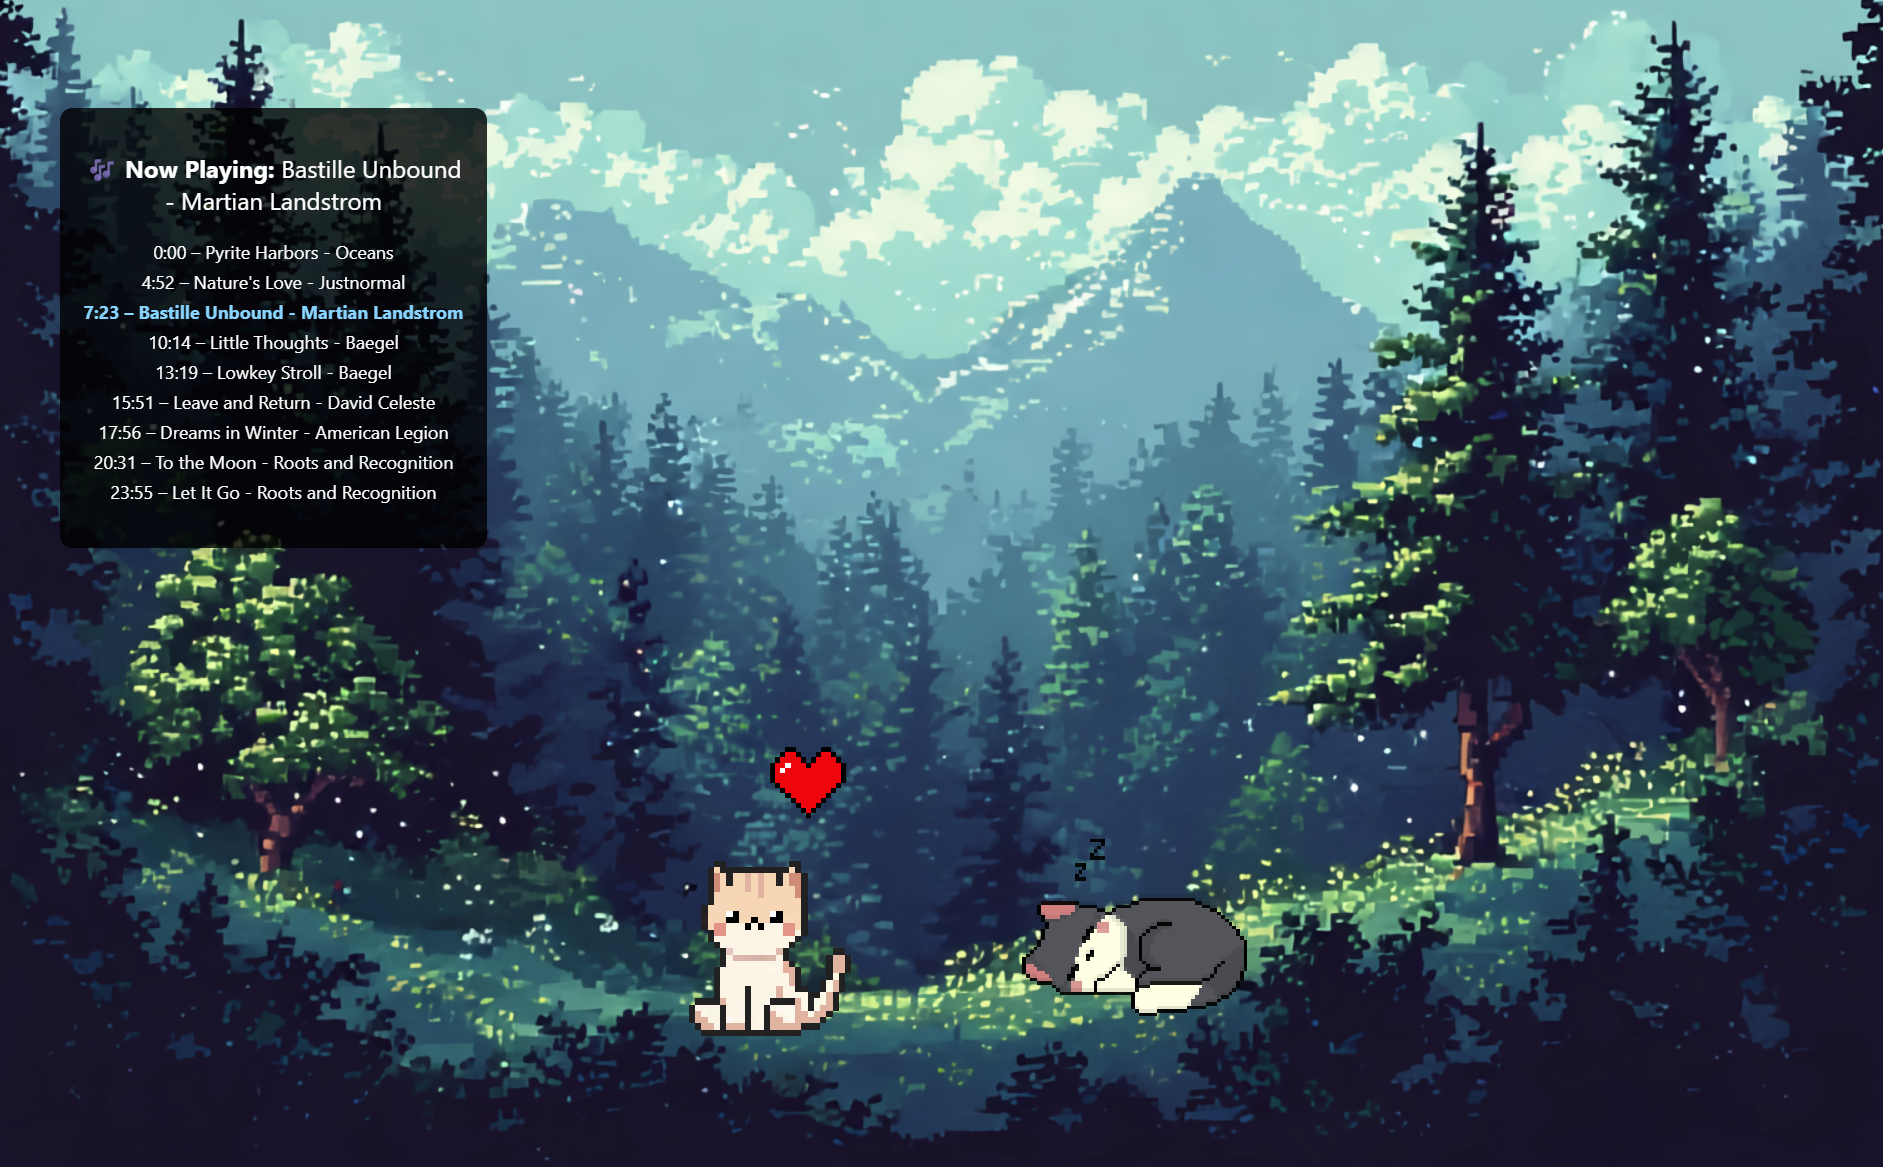 🎶 Now Playing: Bastille Unbound
- Martian Landstrom
0:00 – Pyrite Harbors - Oceans
4:52 – Nature's Love - Justnormal
7:23 – Bastille Unbound - Martian Landstrom
10:14 – Little Thoughts - Baegel
13:19 – Lowkey Stroll - Baegel
15:51 – Leave and Return - David Celeste
17:56 – Dreams in Winter - American Legion
20:31 – To the Moon - Roots and Recognition
23:55 – Let It Go - Roots and Recognition
z
z